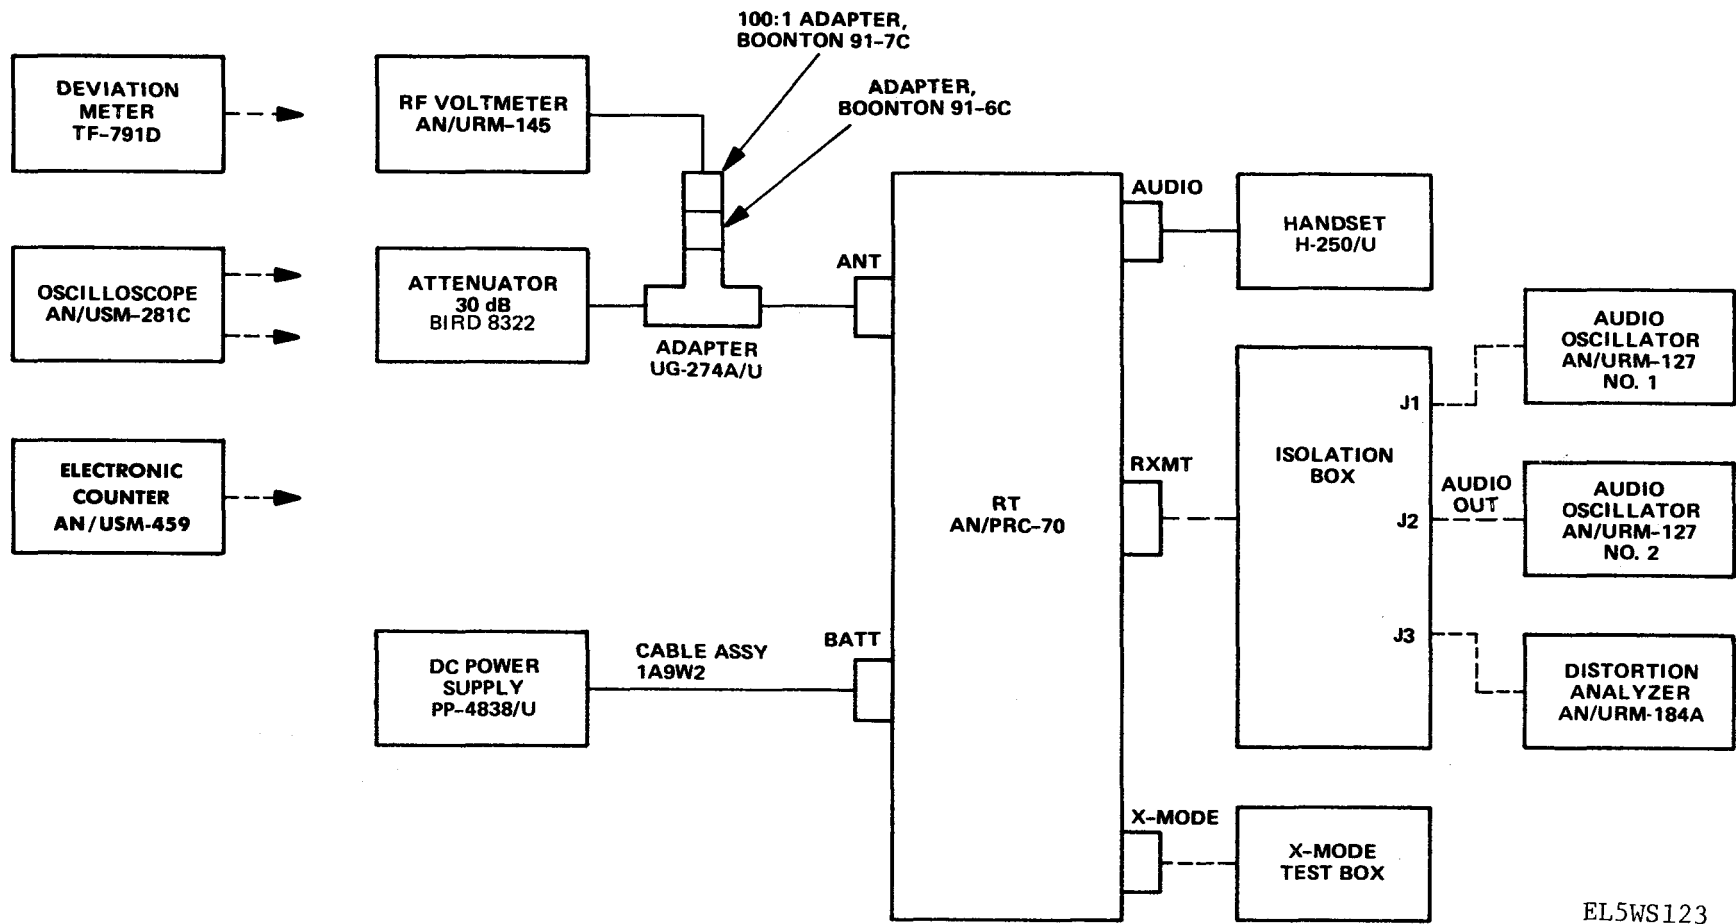 100:1 ADAPTER,
BOONTON 91-7C
ADAPTER,
BOONTON 91-6C
DEVIATION
METER
TF-791D
RF VOLTMETER
AN/URM-145
OSCILLOSCOPE
AN/USM-281C
ATTENUATOR
30 dB
BIRD 8322
ADAPTER
UG-274A/U
ANT
ELECTRONIC
COUNTER
AN/USM-459
DC POWER
SUPPLY
PP-4838/U
CABLE ASSY
1A9W2
BATT
RT
AN/PRC-70
AUDIO
HANDSET
H-250/U
RXMT
ISOLATION
BOX
J1
J2
J3
AUDIO
OUT
AUDIO
OSCILLATOR
AN/URM-127
NO. 1
AUDIO
OSCILLATOR
AN/URM-127
NO. 2
DISTORTION
ANALYZER
AN/URM-184A
X-MODE
X-MODE
TEST BOX
EL5WS123